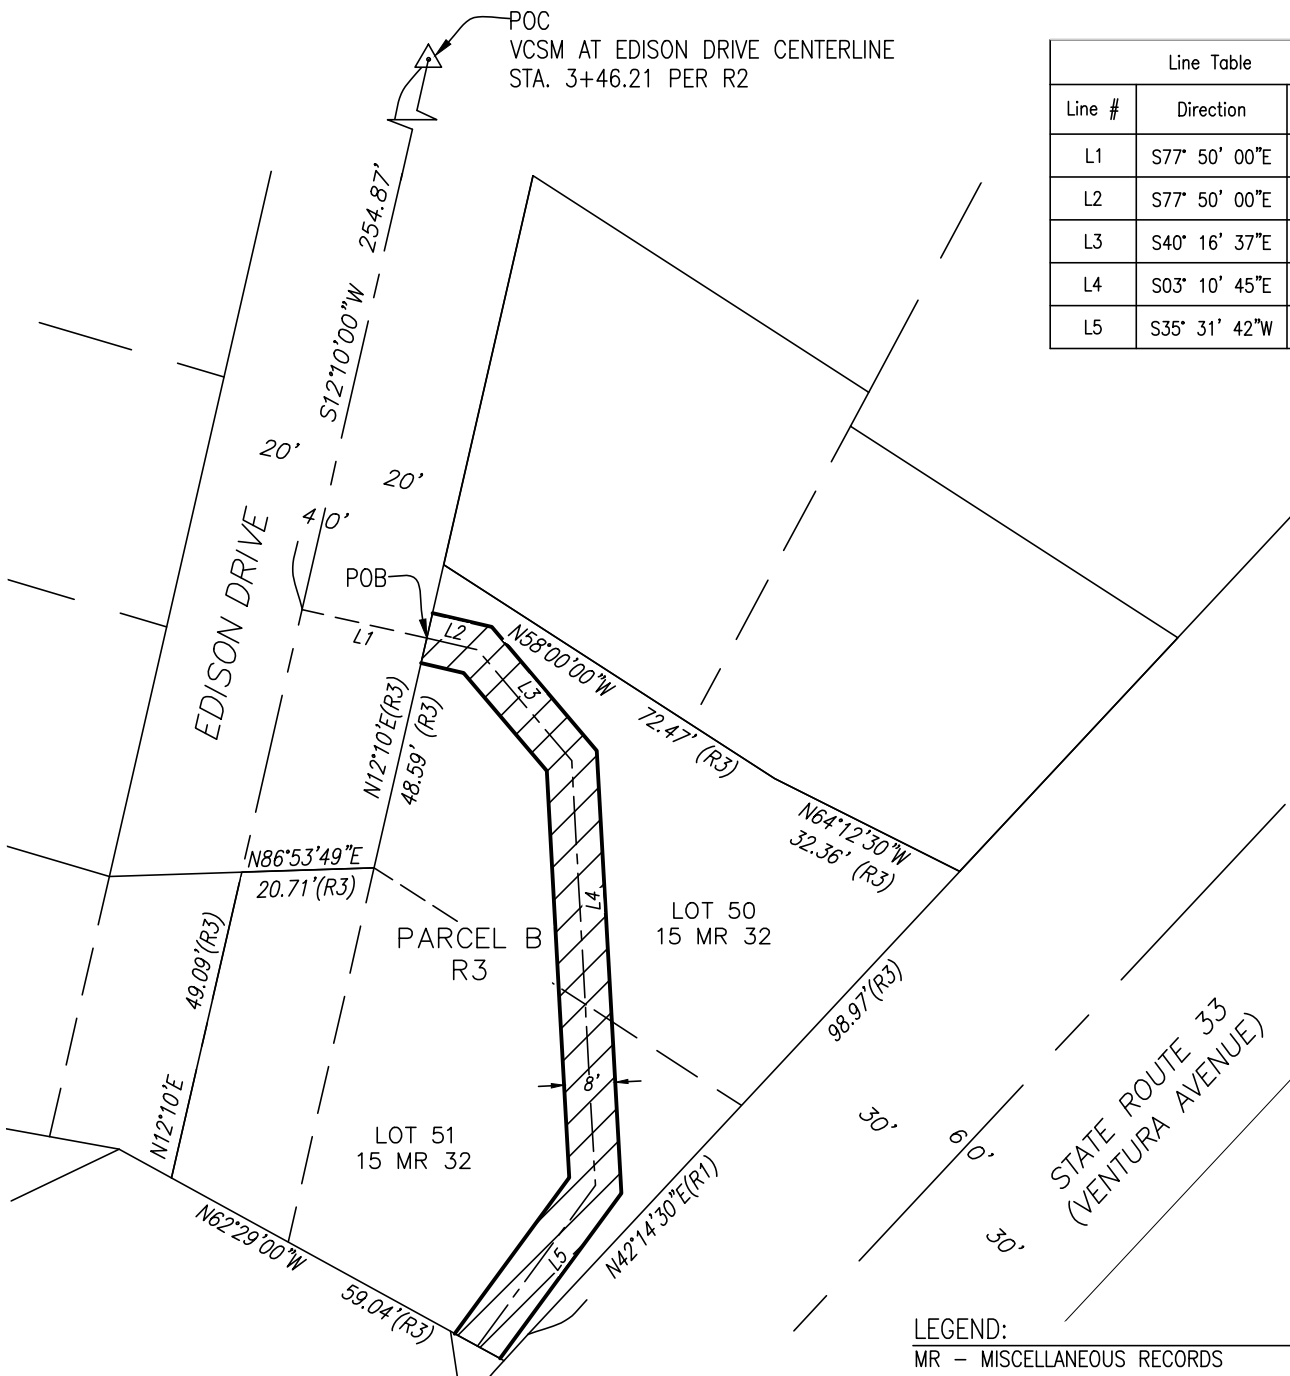 POC
VCSM AT EDISON DRIVE CENTERLINE
STA. 3+46.21 PER R2
Line Table
Line # Direction
L1 S77° 50' 00"E
L2 S77° 50' 00"E
L3 S40° 16' 37"E
L4 S03° 10' 45"E
L5 S35° 31' 42"W
S12°10'00"W 254.87'
20'
20'
40'
EDISON DRIVE
POB
L1
L2
L3
N58°00'00"W
72.47' (R3)
N12°10'E(R3)
48.59' (R3)
N64°12'30"W
32.36' (R3)
N86°53'49"E
20.71'(R3)
L4
LOT 50
15 MR 32
PARCEL B
R3
49.09'(R3)
N12°10'E
98.97'(R3)
N42°14'30"E(R1)
8'
LOT 51
15 MR 32
30'
60'
30'
STATE ROUTE 33
(VENTURA AVENUE)
N62°29'00"W
59.04'(R3)
L5
LEGEND:
MR - MISCELLANEOUS RECORDS